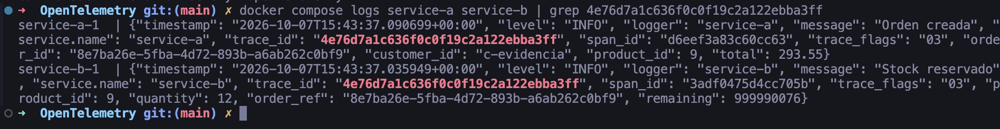 ➜  OpenTelemetry git:(main) ✗ docker compose logs service-a service-b | grep 4e76d7a1c636f0c0f19c2a122ebba3ff
service-a-1  | {"timestamp": "2026-10-07T15:43:37.090699+00:00", "level": "INFO", "logger": "service-a", "message": "Orden creada", "
service.name": "service-a", "trace_id": "4e76d7a1c636f0c0f19c2a122ebba3ff", "span_id": "d6eef3a83c60cc63", "trace_flags": "03", "orde
r_id": "8e7ba26e-5fba-4d72-893b-a6ab262c0bf9", "customer_id": "c-evidencia", "product_id": 9, "total": 293.55}
service-b-1  | {"timestamp": "2026-10-07T15:43:37.035949+00:00", "level": "INFO", "logger": "service-b", "message": "Stock reservado"
, "service.name": "service-b", "trace_id": "4e76d7a1c636f0c0f19c2a122ebba3ff", "span_id": "3adf0475d4cc705b", "trace_flags": "03", "p
roduct_id": 9, "quantity": 12, "order_ref": "8e7ba26e-5fba-4d72-893b-a6ab262c0bf9", "remaining": 999990076}
➜  OpenTelemetry git:(main) ✗